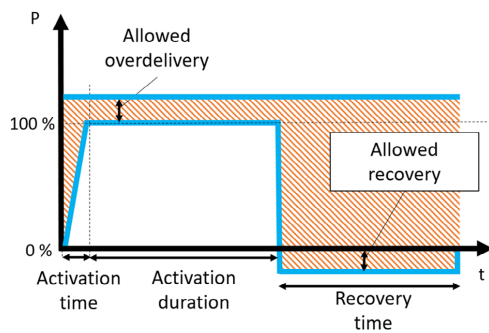 P
Allowed
overdelivery
100 %
Allowed
recovery
0 %
t
Activation
time
Activation
duration
Recovery
time